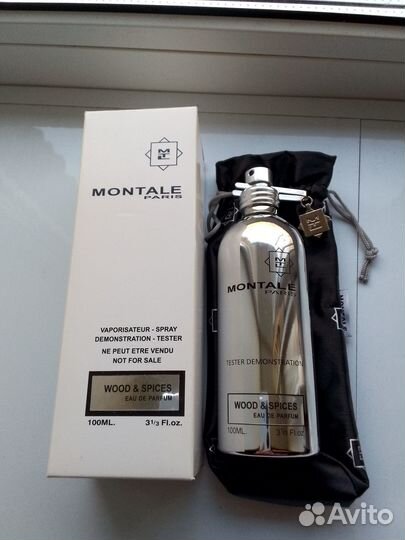 MONTALE
PARIS
VAPORISATEUR - SPRAY
DEMONSTRATION - TESTER
NE PEUT ETRE VENDU
NOT FOR SALE
WOOD & SPICES
EAU DE PARFUM
100ML. 3 1/3 Fl.oz.
MONTALE
PARIS
TESTER DEMONSTRATION
WOOD & SPICES
EAU DE PARFUM
100ML. 3 1/3 Fl.oz.
Avito